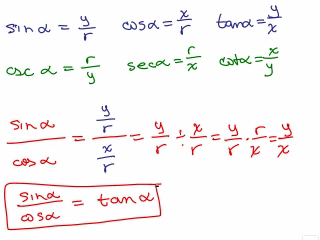 sin α = y/r cos α = x/r tan α = y/x
csc α = r/y sec α = r/x cot α = x/y
sin α / cos α = (y/r) / (x/r) = y/r ÷ x/r = y/r · r/x = y/x
sin α / cos α = tan α